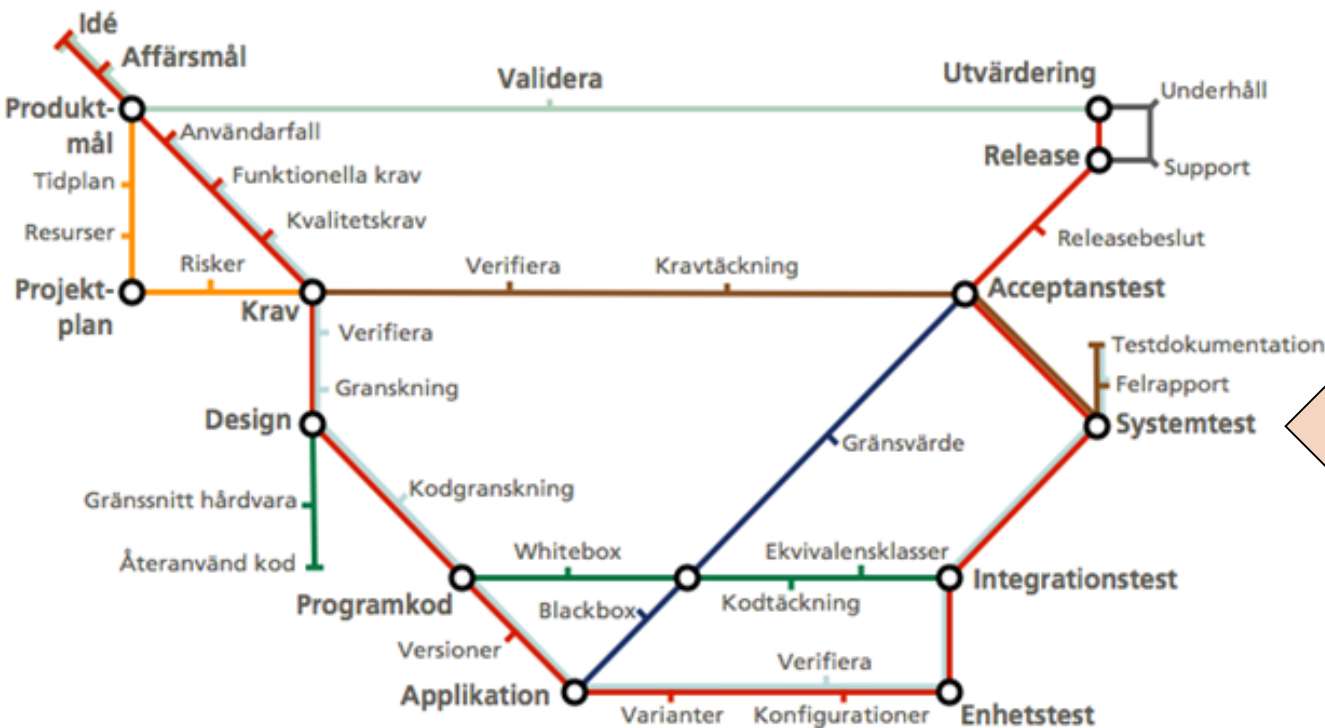 Idé
Affärsmål
Validera
Utvärdering
Underhåll
Produkt-
mål
Användarfall
Release
Support
Funktionella krav
Tidplan
Kvalitetskrav
Resurser
Releasebeslut
Risker
Verifiera
Kravtäckning
Projekt-
plan
Krav
Acceptanstest
Verifiera
Testdokumentation
Granskning
Felrapport
Design
Systemtest
Gränsvärde
Kodgranskning
Gränssnitt hårdvara
Återanvänd kod
Whitebox
Ekvivalensklasser
Integrationstest
Programkod
Blackbox
Kodtäckning
Versioner
Verifiera
Applikation
Varianter
Konfigurationer
Enhetstest